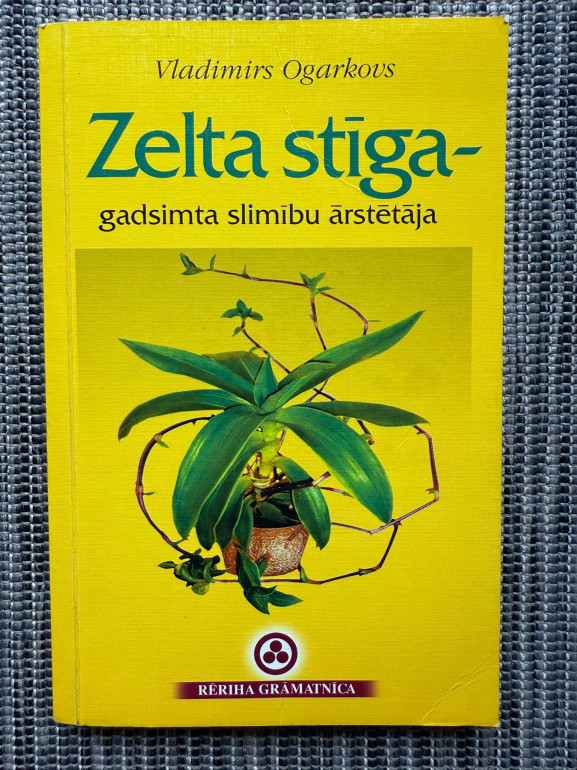 Vladimirs Ogarkovs
Zelta stīga-
gadsimta slimību ārstētāja
RĒRIHA GRĀMATNĪCA